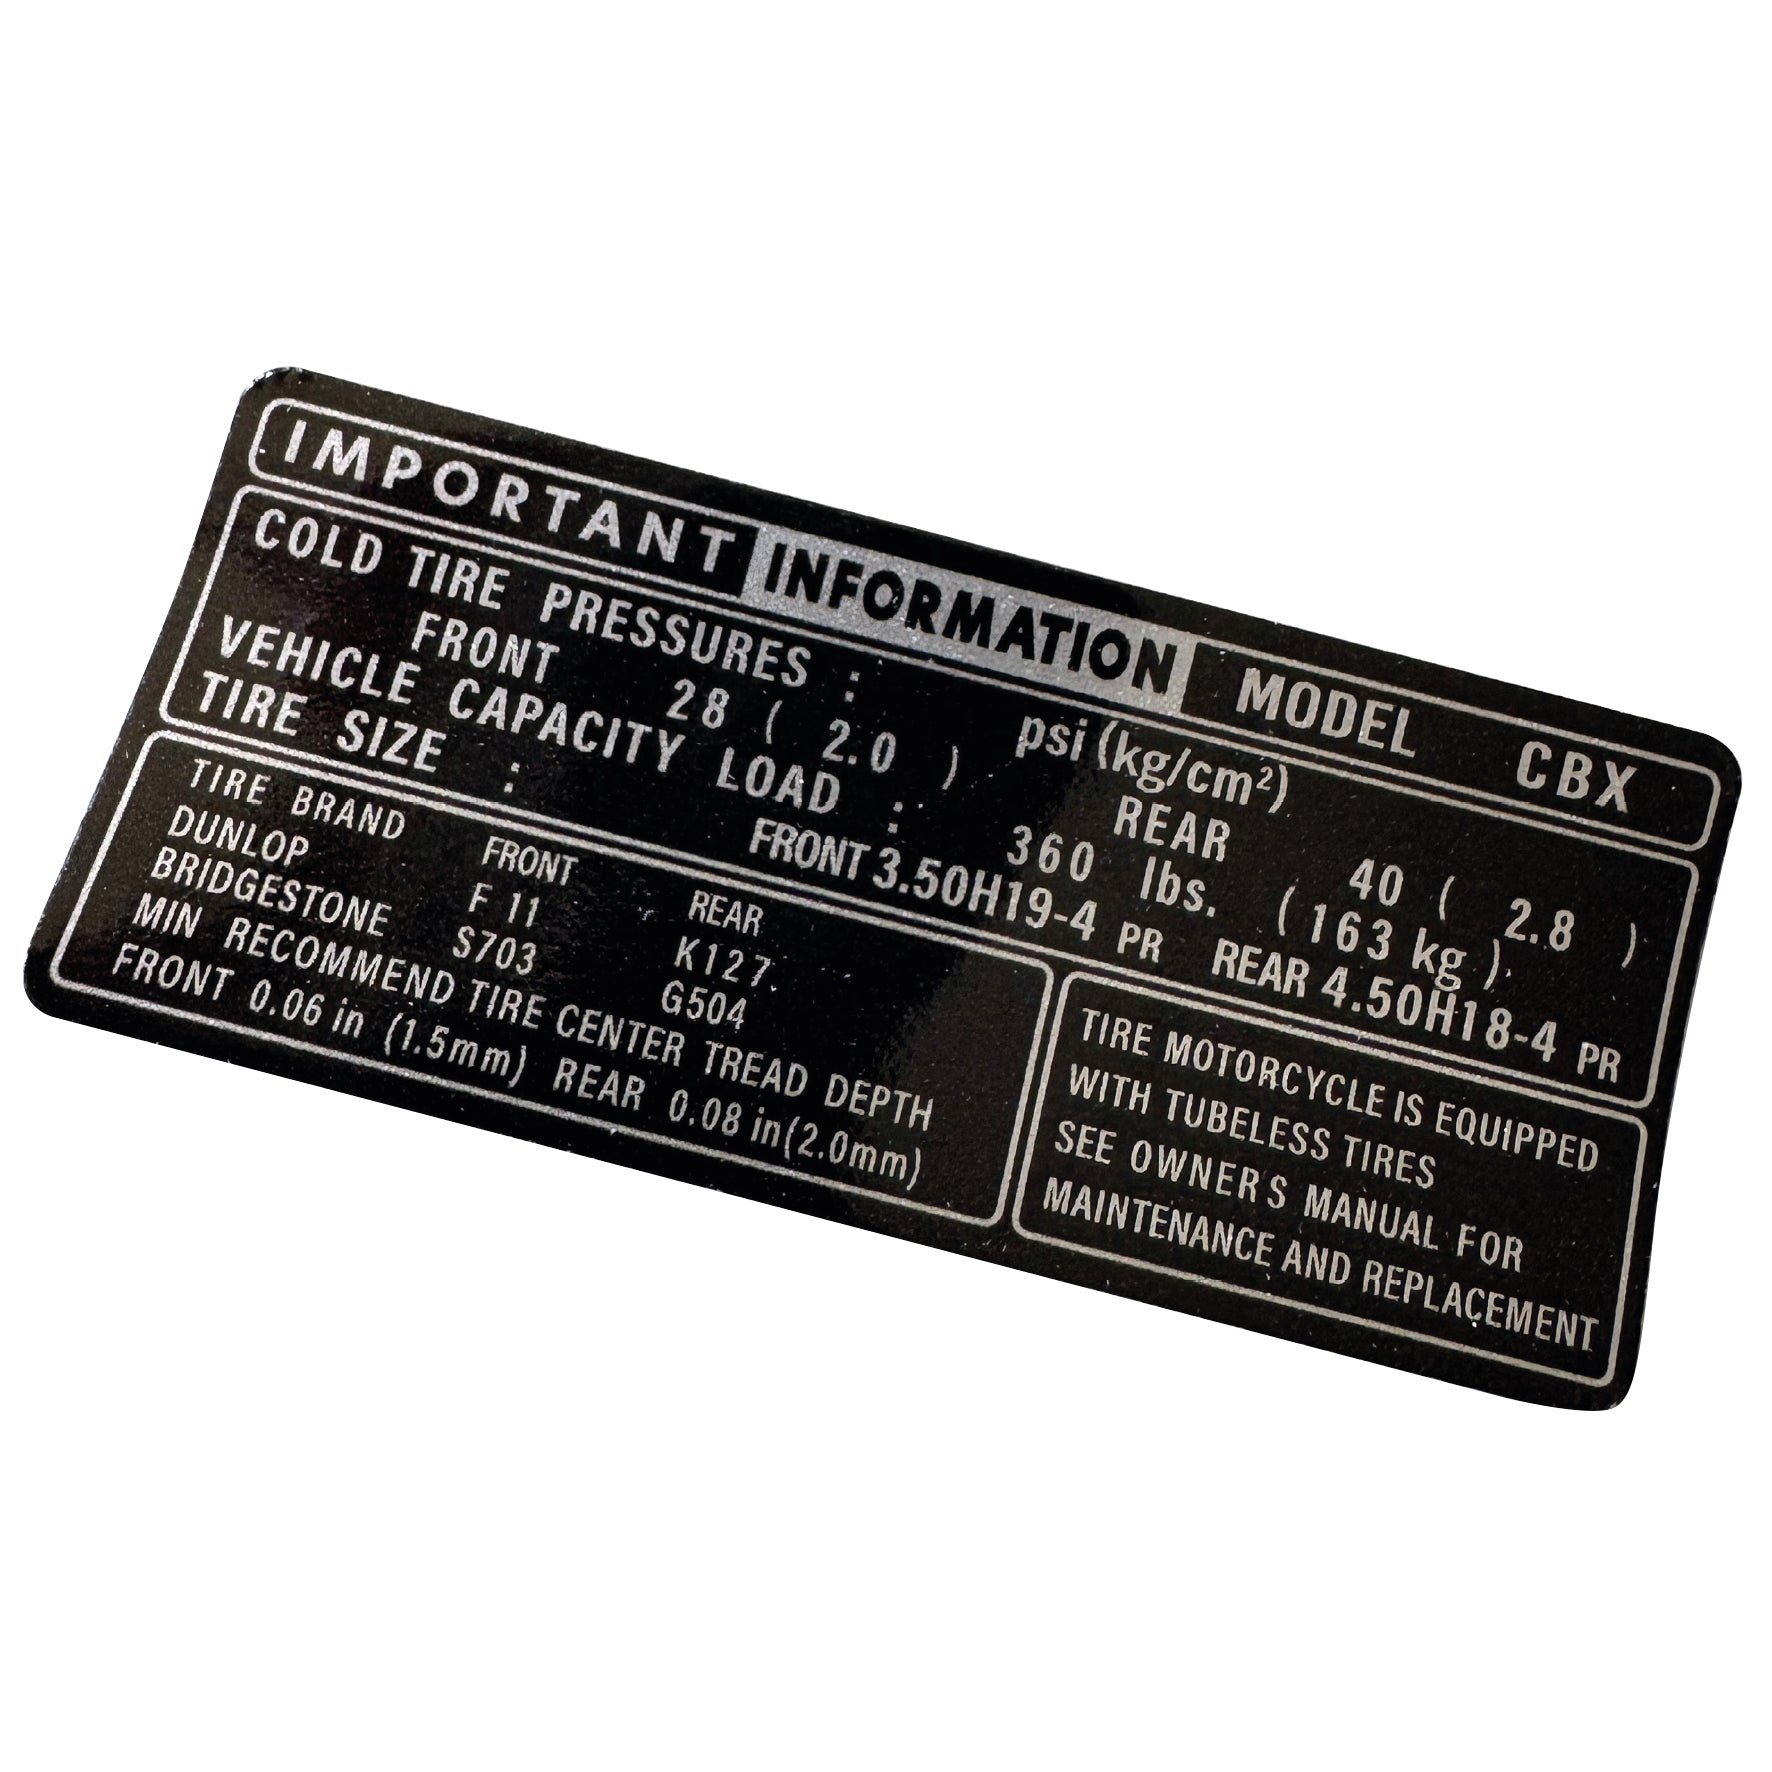 IMPORTANT INFORMATION MODEL CBX
COLD TIRE PRESSURES : psi (kg/cm²)
FRONT 28 ( 2.0 ) REAR 40 ( 2.8 )
VEHICLE CAPACITY LOAD : 360 lbs. ( 163 kg )
TIRE SIZE : FRONT 3.50H19-4 PR REAR 4.50H18-4 PR
TIRE BRAND FRONT REAR
DUNLOP F 11 K127
BRIDGESTONE S703 G504
MIN RECOMMEND TIRE CENTER TREAD DEPTH
FRONT 0.06 in (1.5mm) REAR 0.08 in(2.0mm)
TIRE MOTORCYCLE IS EQUIPPED
WITH TUBELESS TIRES
SEE OWNER'S MANUAL FOR
MAINTENANCE AND REPLACEMENT